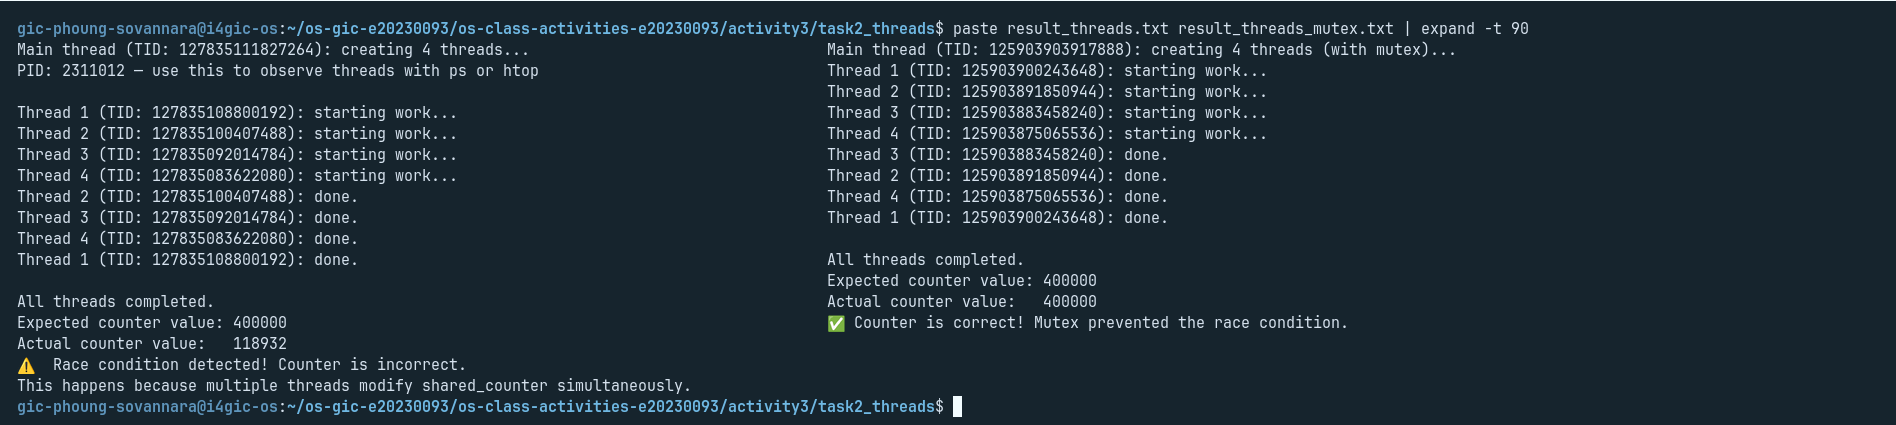 gic-phoung-sovannara@i4gic-os:~/os-gic-e20230093/os-class-activities-e20230093/activity3/task2_threads$ paste result_threads.txt result_threads_mutex.txt | expand -t 90
Main thread (TID: 127835111827264): creating 4 threads... Main thread (TID: 125903903917888): creating 4 threads (with mutex)...
PID: 2311012 — use this to observe threads with ps or htop Thread 1 (TID: 125903900243648): starting work...
Thread 2 (TID: 125903891850944): starting work...
Thread 1 (TID: 127835108800192): starting work... Thread 3 (TID: 125903883458240): starting work...
Thread 2 (TID: 127835100407488): starting work... Thread 4 (TID: 125903875065536): starting work...
Thread 3 (TID: 127835092014784): starting work... Thread 3 (TID: 125903883458240): done.
Thread 4 (TID: 127835083622080): starting work... Thread 2 (TID: 125903891850944): done.
Thread 2 (TID: 127835100407488): done. Thread 4 (TID: 125903875065536): done.
Thread 3 (TID: 127835092014784): done. Thread 1 (TID: 125903900243648): done.
Thread 4 (TID: 127835083622080): done.
Thread 1 (TID: 127835108800192): done. All threads completed.
Expected counter value: 400000
All threads completed. Actual counter value:   400000
Expected counter value: 400000 ✅ Counter is correct! Mutex prevented the race condition.
Actual counter value:   118932
⚠️  Race condition detected! Counter is incorrect.
This happens because multiple threads modify shared_counter simultaneously.
gic-phoung-sovannara@i4gic-os:~/os-gic-e20230093/os-class-activities-e20230093/activity3/task2_threads$